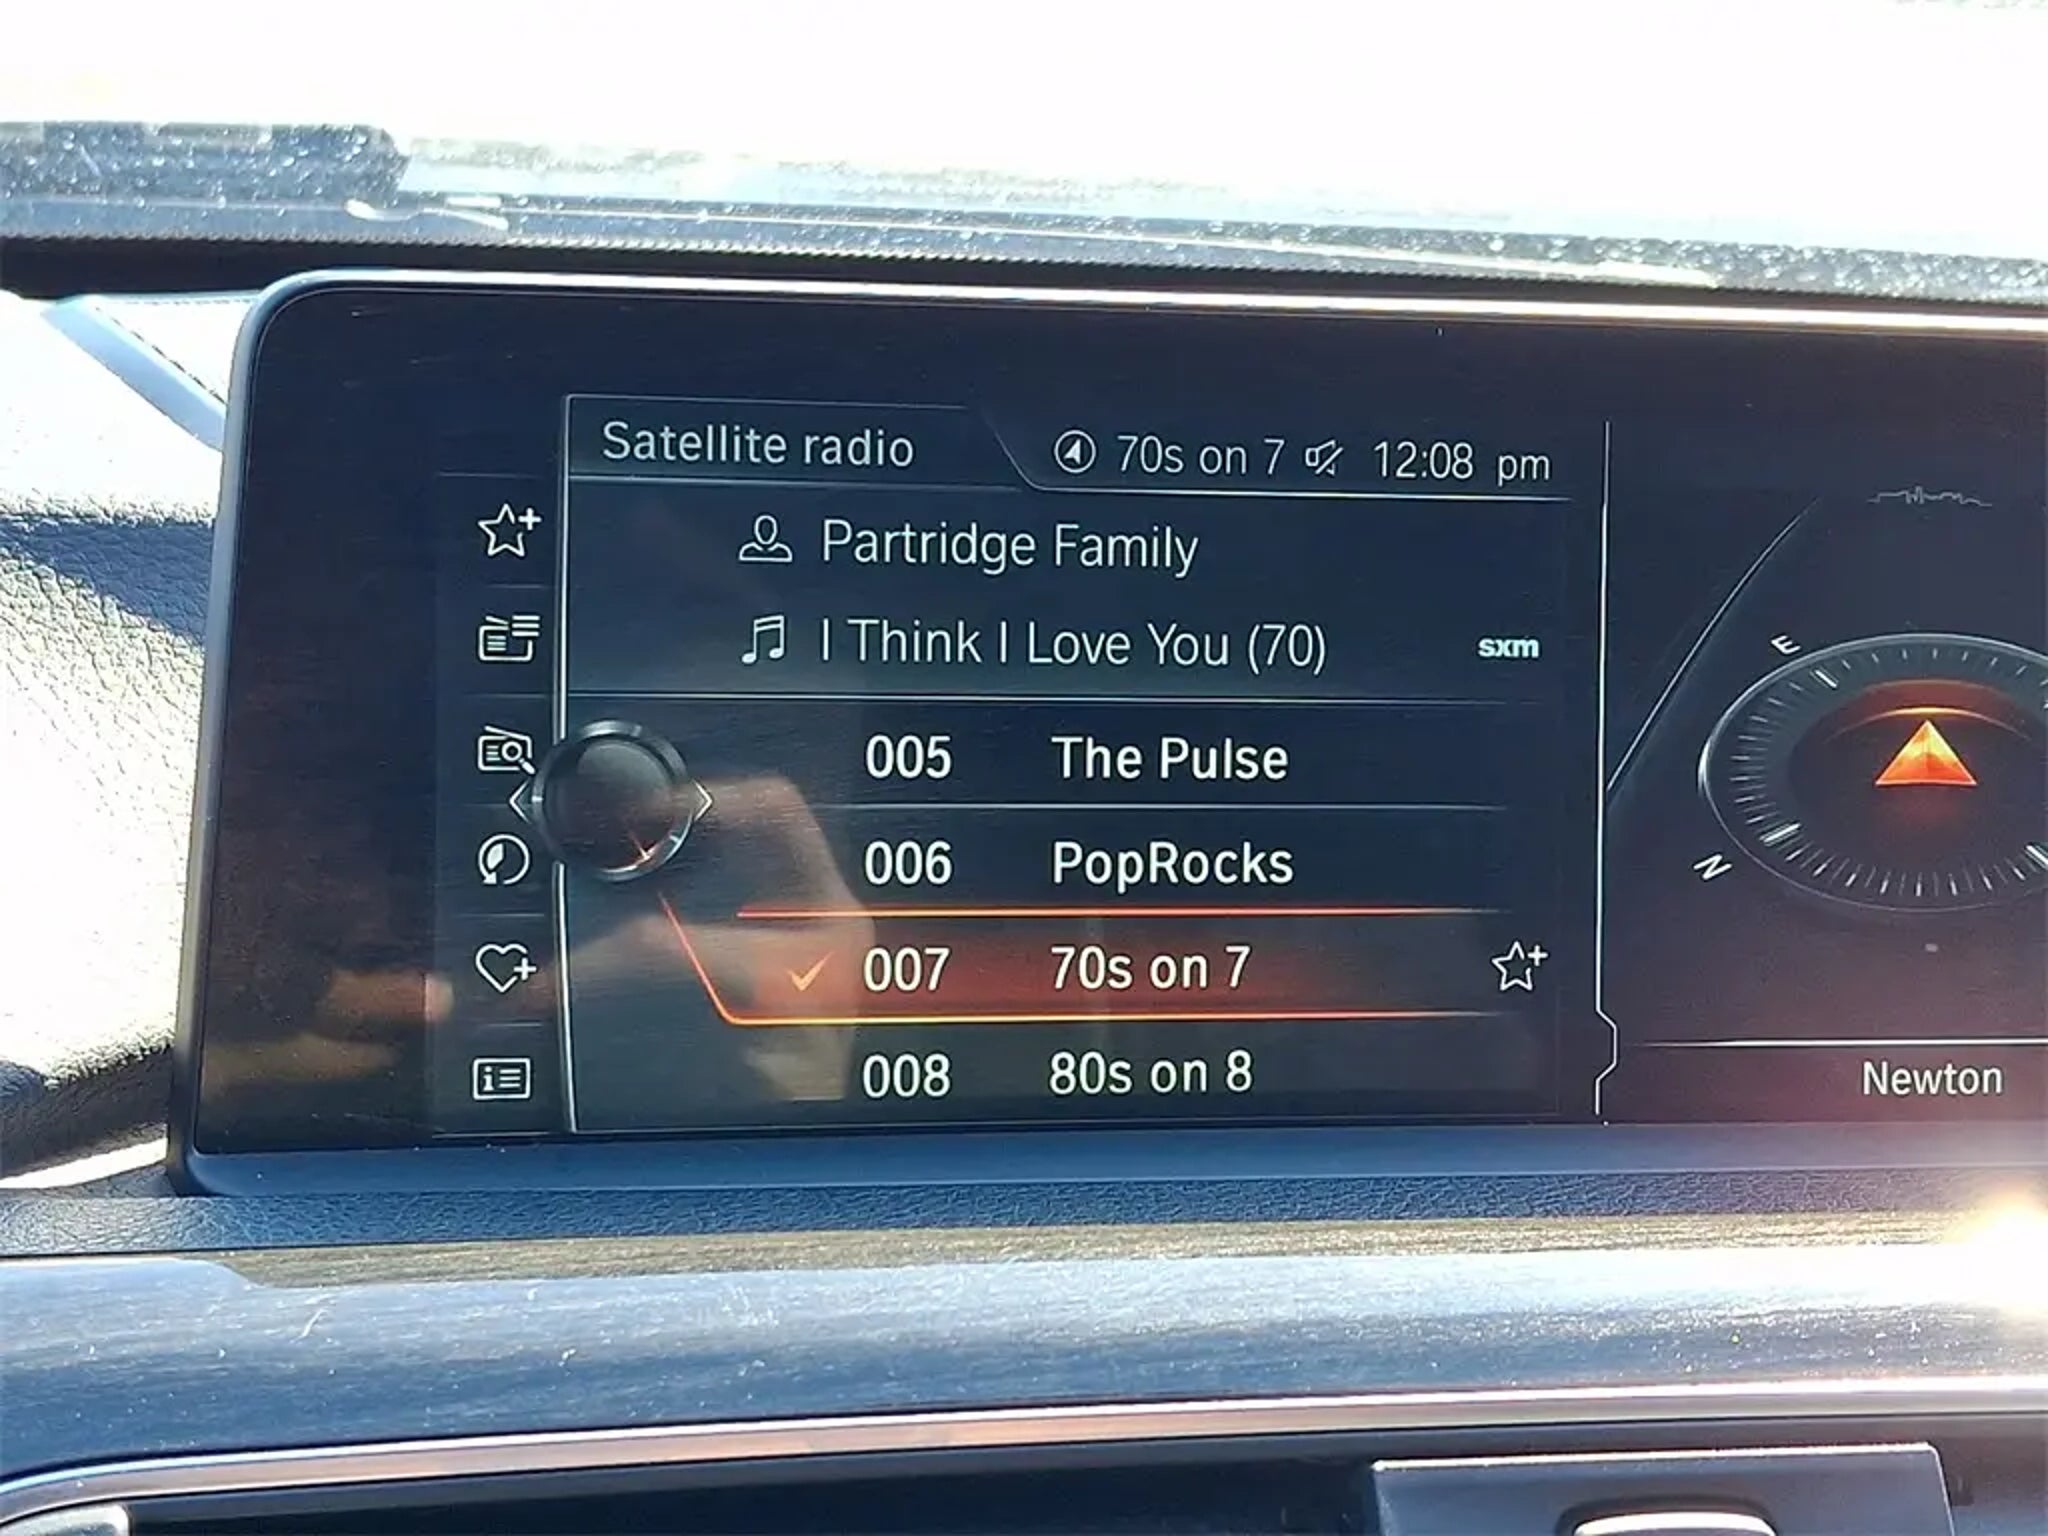 Satellite radio
70s on 7 12:08 pm
Partridge Family
I Think I Love You (70)
sxm
005 The Pulse
006 PopRocks
007 70s on 7
008 80s on 8
E
N
Newton